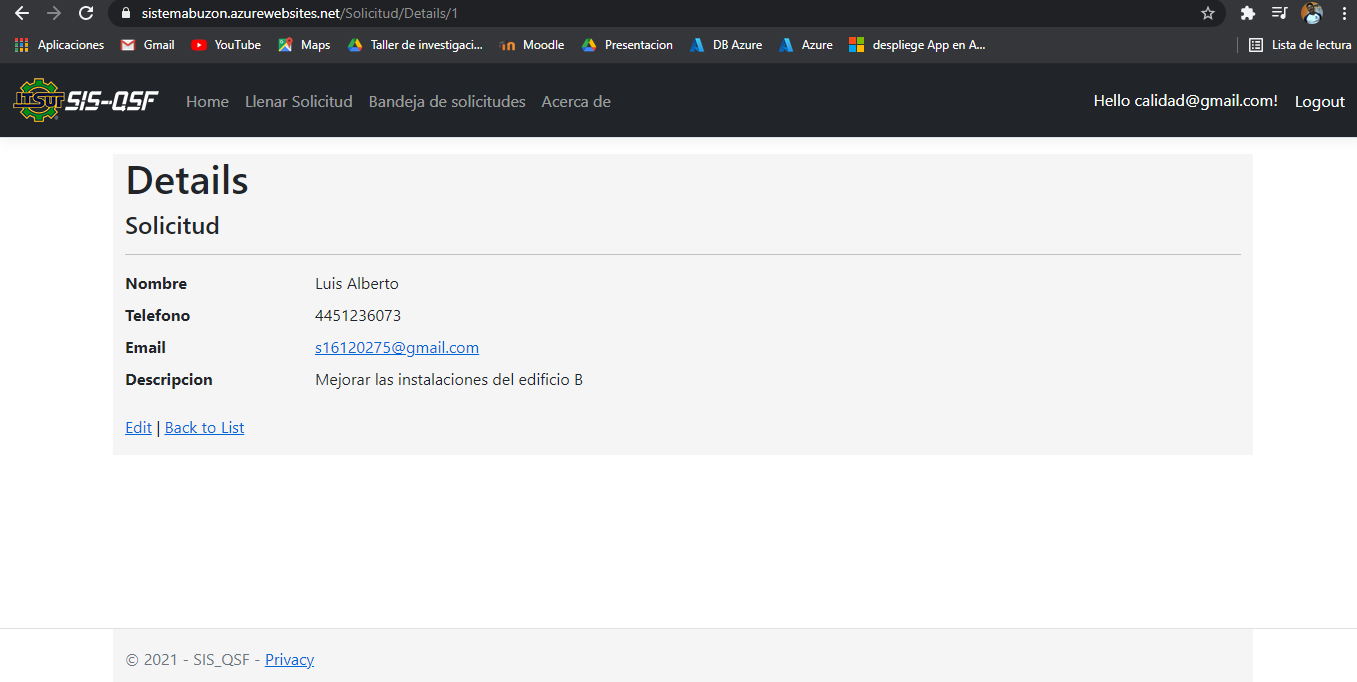 sistemabuzon.azurewebsites.net/Solicitud/Details/1
Aplicaciones Gmail YouTube Maps Taller de investigaci... Moodle Presentacion DB Azure Azure despliege App en A... Lista de lectura
ITSUR SIS-QSF Home Llenar Solicitud Bandeja de solicitudes Acerca de Hello calidad@gmail.com! Logout
Details
Solicitud
Nombre Luis Alberto
Telefono 4451236073
Email s16120275@gmail.com
Descripcion Mejorar las instalaciones del edificio B
Edit | Back to List
© 2021 - SIS_QSF - Privacy